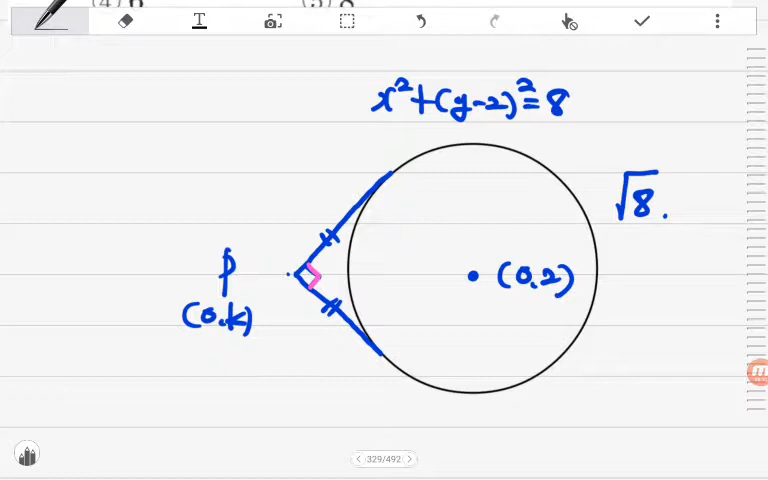 x²+(y-2)²=8
√8.
P
(0,k)
(0,2)
329/492